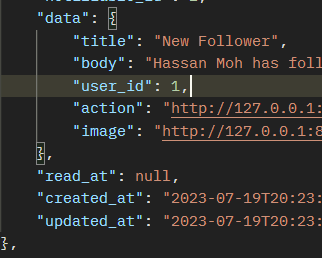 "data": {
"title": "New Follower",
"body": "Hassan Moh has foll
"user_id": 1,
"action": "http://127.0.0.1:
"image": "http://127.0.0.1:8
},
"read_at": null,
"created_at": "2023-07-19T20:23:
"updated_at": "2023-07-19T20:23:
},